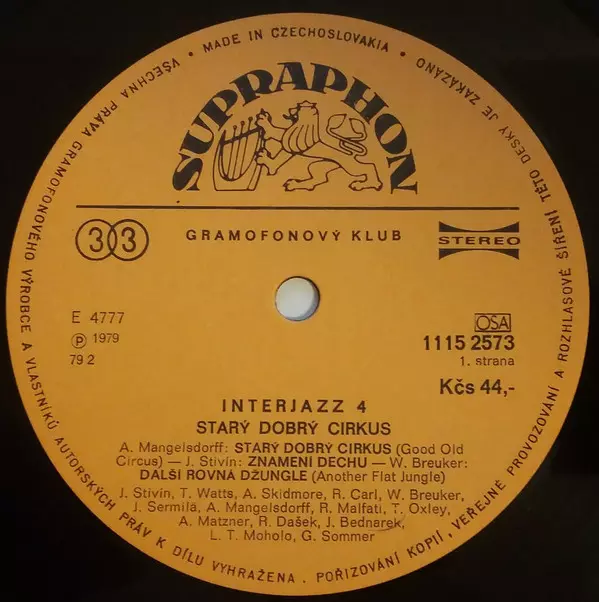 VŠECHNA PRÁVA GRAMOFONOVÉHO VÝROBCE A VLASTNÍKŮ AUTORSKÝCH PRÁV K DÍLU VYHRAŽENA. POŘIZOVÁNÍ KOPIÍ, VEŘEJNÉ PROVOZOVÁNÍ A ROZHLASOVÉ ŠÍŘENÍ TÉTO DESKY JE ZAKÁZÁNO
• MADE IN CZECHOSLOVAKIA •
SUPRAPHON
33
GRAMOFONOVÝ KLUB
STEREO
E 4777
Ⓟ 1979
79 2
OSA
1115 2573
1. strana
Kčs 44,-
INTERJAZZ 4
STARÝ DOBRÝ CIRKUS
A. Mangelsdorff: STARÝ DOBRÝ CIRKUS (Good Old
Circus) — J. Stivín: ZNAMENÍ DECHU — W. Breuker:
DALŠÍ ROVNÁ DŽUNGLE (Another Flat Jungle)
J. Stivín, T. Watts, A. Skidmore, R. Carl, W. Breuker,
J. Sermilä, A. Mangelsdorff, R. Malfati, T. Oxley,
A. Matzner, R. Dašek, J. Bednarek,
L. T. Moholo, G. Sommer